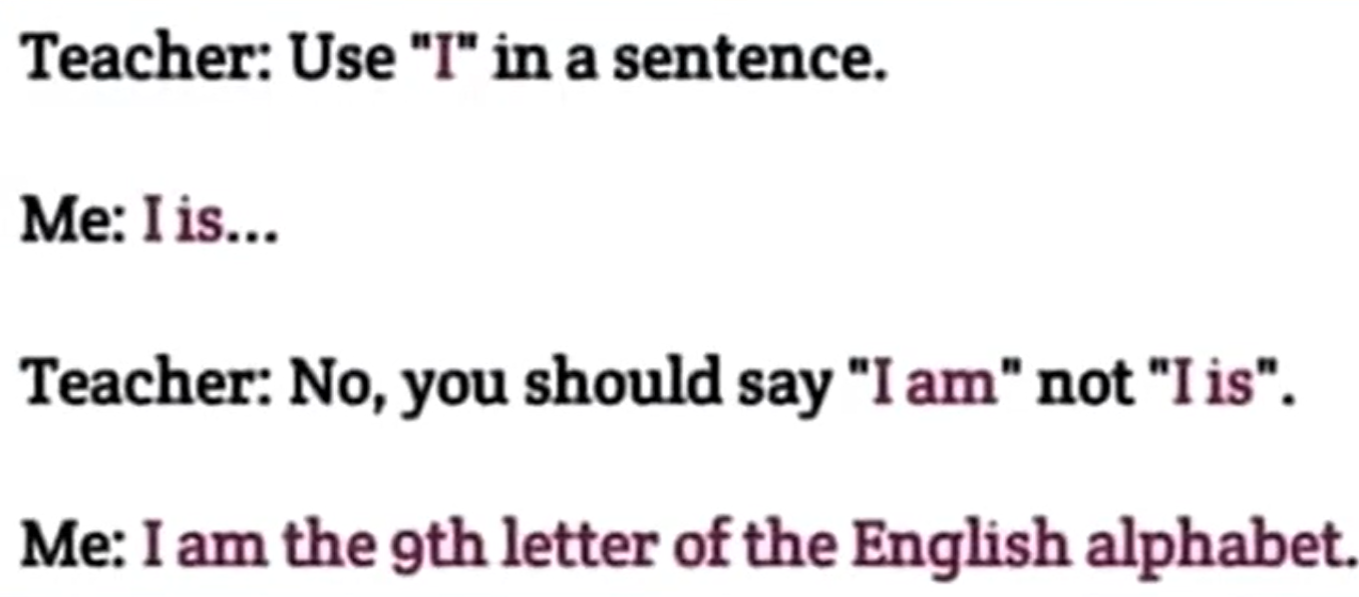 Teacher: Use "I" in a sentence.
Me: I is...
Teacher: No, you should say "I am" not "I is".
Me: I am the 9th letter of the English alphabet.